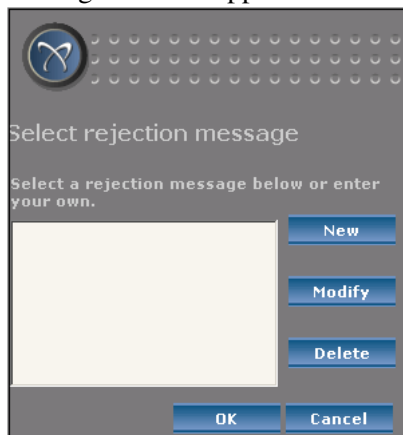 Select rejection message
Select a rejection message below or enter
your own.
New
Modify
Delete
OK
Cancel